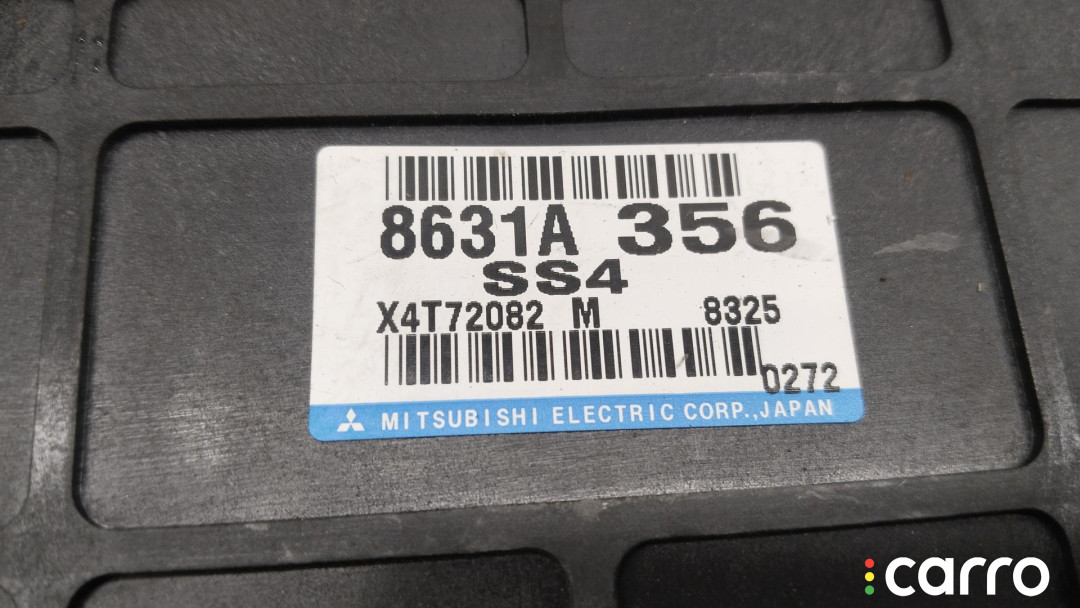 8631A 356
SS4
X4T72082 M 8325
0272
MITSUBISHI ELECTRIC CORP., JAPAN
carro